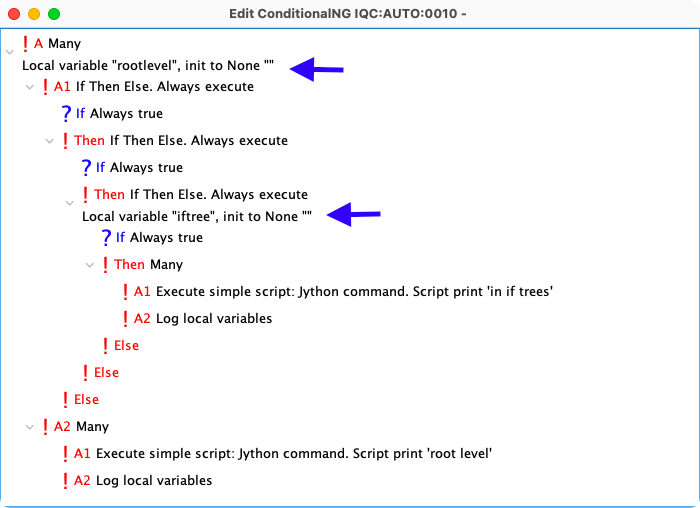 Edit ConditionalNG IQC:AUTO:0010 -
! A Many
Local variable "rootlevel", init to None ""
! A1 If Then Else. Always execute
? If Always true
! Then If Then Else. Always execute
? If Always true
! Then If Then Else. Always execute
Local variable "iftree", init to None ""
? If Always true
! Then Many
! A1 Execute simple script: Jython command. Script print 'in if trees'
! A2 Log local variables
! Else
! Else
! Else
! A2 Many
! A1 Execute simple script: Jython command. Script print 'root level'
! A2 Log local variables